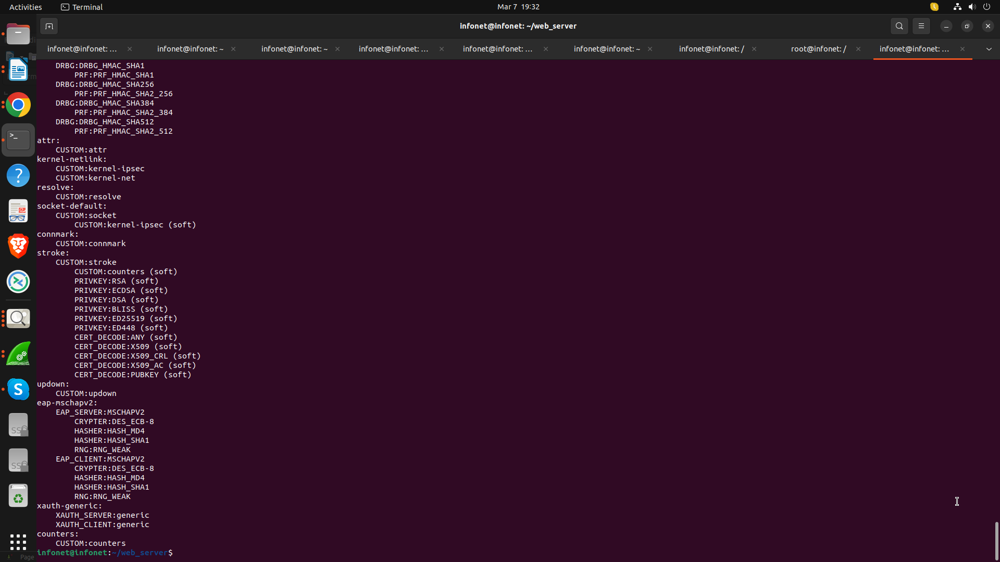 Activities
Terminal
Mar 7 19:32
infonet@infonet: ~/web_server
infonet@infonet: ...
infonet@infonet: ~
infonet@infonet: ~
infonet@infonet: ...
infonet@infonet: ...
infonet@infonet: ~
infonet@infonet: /
root@infonet: /
infonet@infonet: ...
DRBG:DRBG_HMAC_SHA1
PRF:PRF_HMAC_SHA1
DRBG:DRBG_HMAC_SHA256
PRF:PRF_HMAC_SHA2_256
DRBG:DRBG_HMAC_SHA384
PRF:PRF_HMAC_SHA2_384
DRBG:DRBG_HMAC_SHA512
PRF:PRF_HMAC_SHA2_512
attr:
CUSTOM:attr
kernel-netlink:
CUSTOM:kernel-ipsec
CUSTOM:kernel-net
resolve:
CUSTOM:resolve
socket-default:
CUSTOM:socket
CUSTOM:kernel-ipsec (soft)
connmark:
CUSTOM:connmark
stroke:
CUSTOM:stroke
CUSTOM:counters (soft)
PRIVKEY:RSA (soft)
PRIVKEY:ECDSA (soft)
PRIVKEY:DSA (soft)
PRIVKEY:BLISS (soft)
PRIVKEY:ED25519 (soft)
PRIVKEY:ED448 (soft)
CERT_DECODE:ANY (soft)
CERT_DECODE:X509 (soft)
CERT_DECODE:X509_CRL (soft)
CERT_DECODE:X509_AC (soft)
CERT_DECODE:PUBKEY (soft)
updown:
CUSTOM:updown
eap-mschapv2:
EAP_SERVER:MSCHAPV2
CRYPTER:DES_ECB-8
HASHER:HASH_MD4
HASHER:HASH_SHA1
RNG:RNG_WEAK
EAP_CLIENT:MSCHAPV2
CRYPTER:DES_ECB-8
HASHER:HASH_MD4
HASHER:HASH_SHA1
RNG:RNG_WEAK
xauth-generic:
XAUTH_SERVER:generic
XAUTH_CLIENT:generic
counters:
CUSTOM:counters
infonet@infonet:~/web_server$
Page